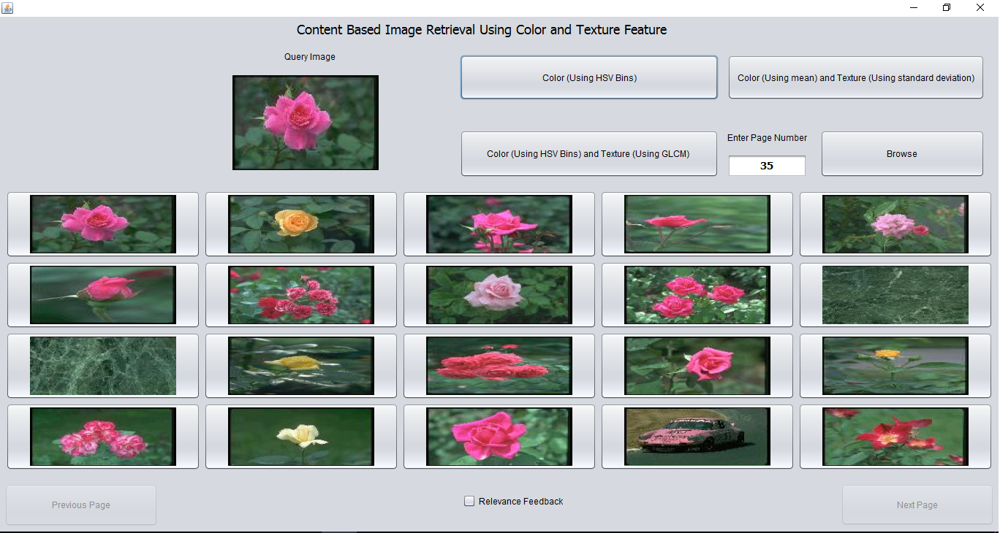 Content Based Image Retrieval Using Color and Texture Feature
Query Image
Color (Using HSV Bins)
Color (Using mean) and Texture (Using standard deviation)
Color (Using HSV Bins) and Texture (Using GLCM)
Enter Page Number
35
Browse
Previous Page
Relevance Feedback
Next Page